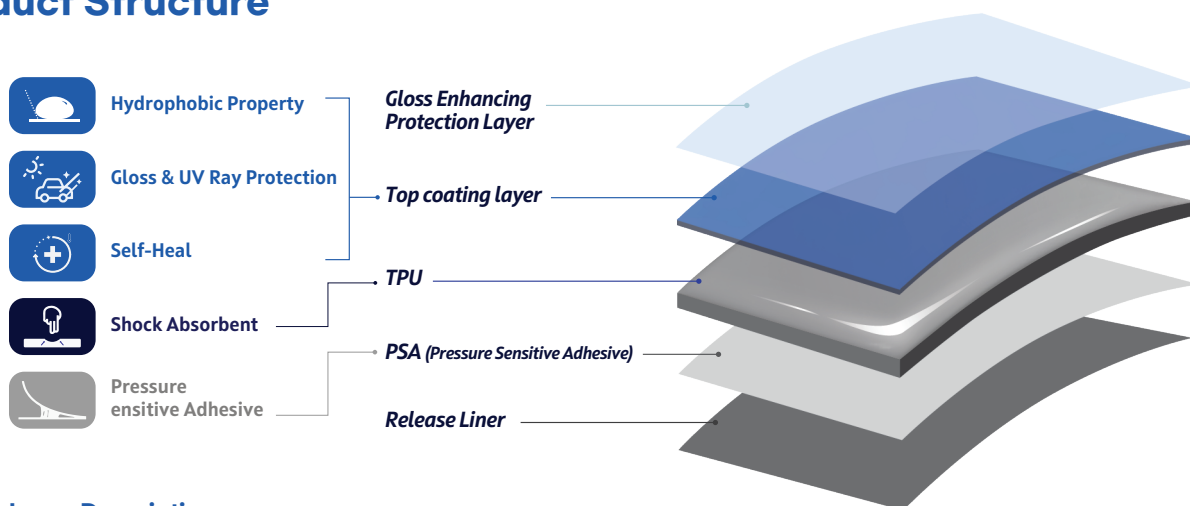 duct Structure
Hydrophobic Property
Gloss & UV Ray Protection
Self-Heal
Shock Absorbent
Pressure
ensitive Adhesive
Gloss Enhancing
Protection Layer
Top coating layer
TPU
PSA (Pressure Sensitive Adhesive)
Release Liner